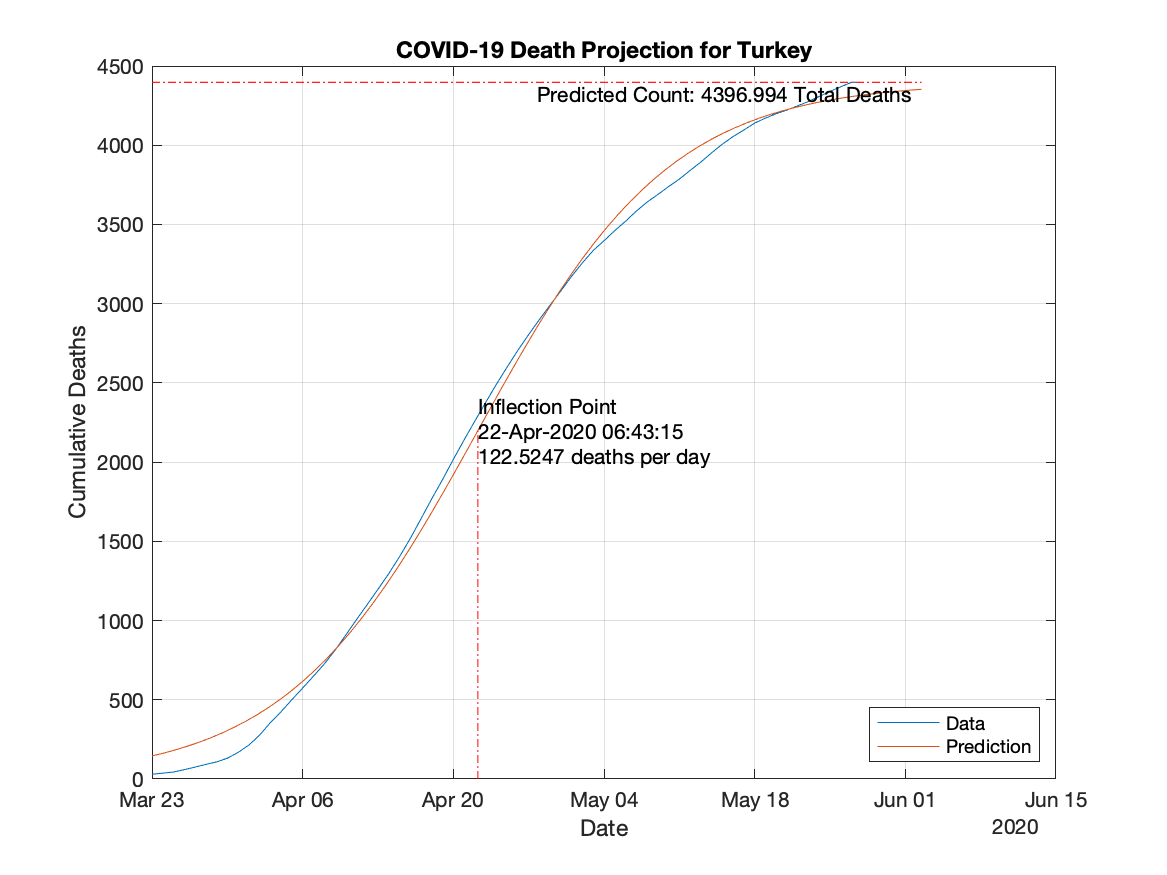 COVID-19 Death Projection for Turkey
4500
4000
3500
3000
2500
2000
1500
1000
500
0
Cumulative Deaths
Predicted Count: 4396.994 Total Deaths
Inflection Point
22-Apr-2020 06:43:15
122.5247 deaths per day
Data
Prediction
Mar 23 Apr 06 Apr 20 May 04 May 18 Jun 01 Jun 15
Date
2020